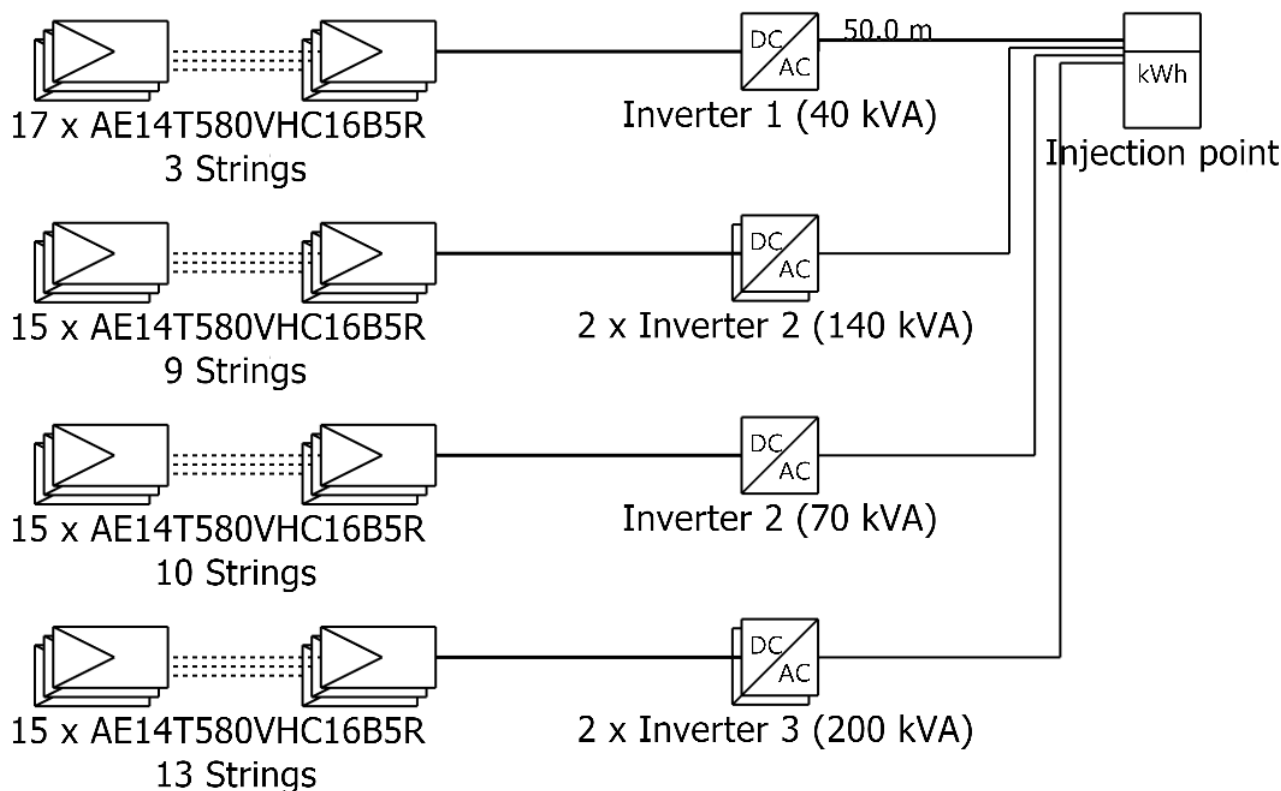 DC
AC
50.0 m
kWh
17 x AE14T580VHC16B5R
3 Strings
Inverter 1 (40 kVA)
Injection point
DC
AC
15 x AE14T580VHC16B5R
9 Strings
2 x Inverter 2 (140 kVA)
DC
AC
15 x AE14T580VHC16B5R
10 Strings
Inverter 2 (70 kVA)
DC
AC
15 x AE14T580VHC16B5R
13 Strings
2 x Inverter 3 (200 kVA)